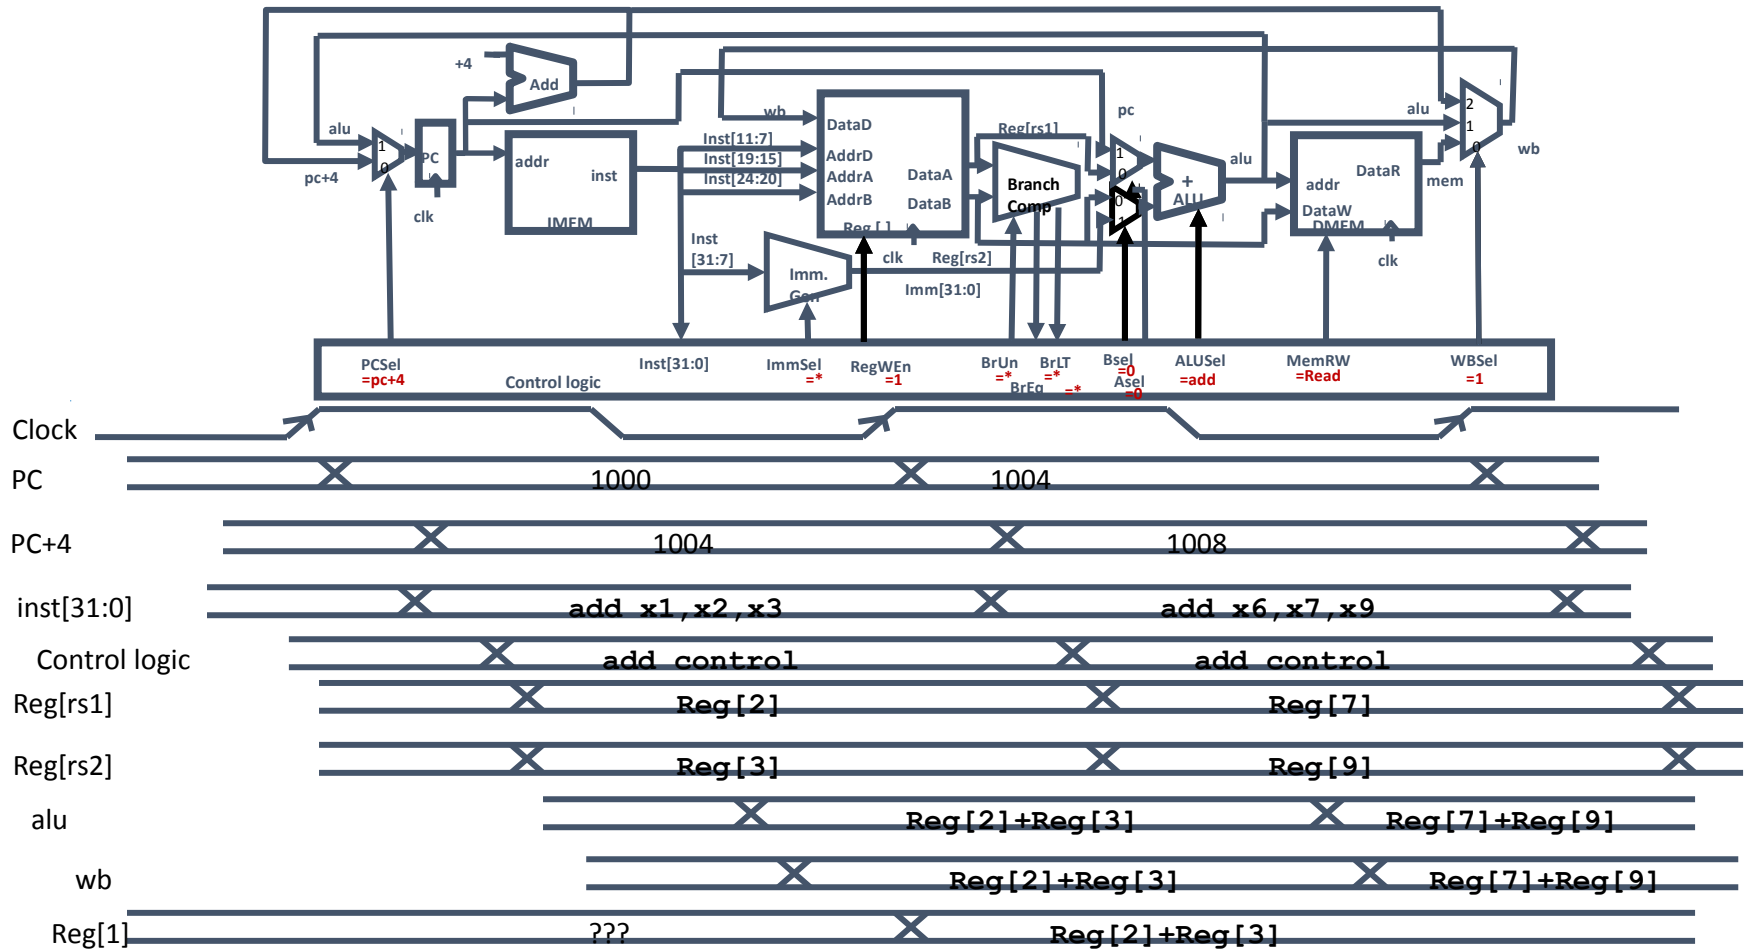 +4
Add
alu
1
0
pc+4
PC
clk
addr
inst
IMEM
Inst[11:7]
Inst[19:15]
Inst[24:20]
wb
DataD
AddrD
AddrA
AddrB
DataA
DataB
Reg [ ]
clk
Inst
[31:7]
Imm.
Gen
Reg[rs1]
Branch
Comp
Reg[rs2]
Imm[31:0]
pc
1
0
0
1
+
ALU
alu
addr
DataR
DataW
DMEM
clk
mem
alu
2
1
0
wb
PCSel
=pc+4
Control logic
Inst[31:0]
ImmSel
=*
RegWEn
=1
BrUn
=*
BrEq
=*
BrLT
=*
Bsel
=0
Asel
=0
ALUSel
=add
MemRW
=Read
WBSel
=1
Clock
PC 1000 1004
PC+4 1004 1008
inst[31:0] add x1,x2,x3 add x6,x7,x9
Control logic add control add control
Reg[rs1] Reg[2] Reg[7]
Reg[rs2] Reg[3] Reg[9]
alu Reg[2]+Reg[3] Reg[7]+Reg[9]
wb Reg[2]+Reg[3] Reg[7]+Reg[9]
Reg[1] ??? Reg[2]+Reg[3]